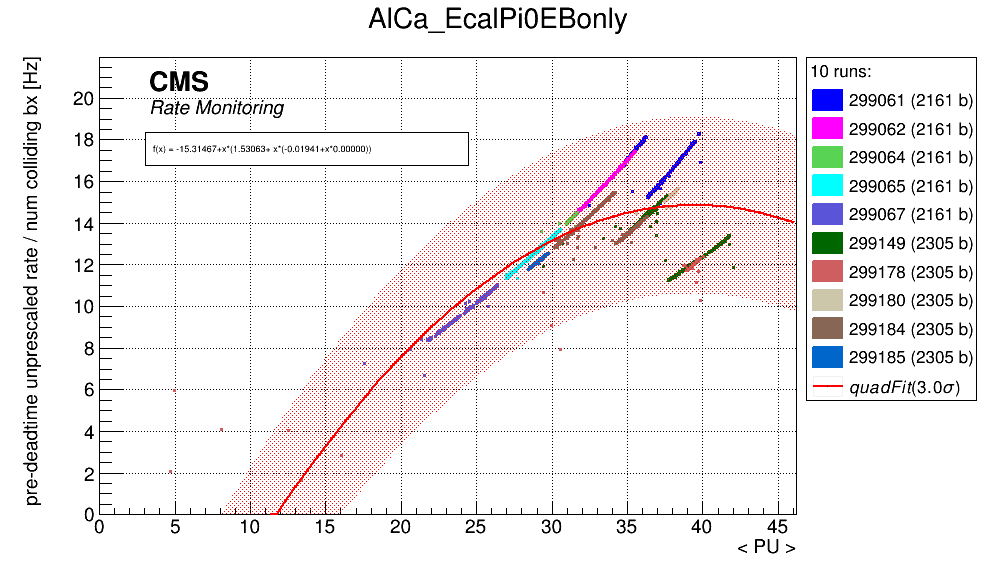 AlCa_EcalPi0EBonly
pre-deadtime unprescaled rate / num colliding bx [Hz]
CMS
Rate Monitoring
f(x) = -15.31467+x*(1.53063+ x*(-0.01941+x*0.00000))
20
18
16
14
12
10
8
6
4
2
0
0 5 10 15 20 25 30 35 40 45
< PU >
10 runs:
299061 (2161 b)
299062 (2161 b)
299064 (2161 b)
299065 (2161 b)
299067 (2161 b)
299149 (2305 b)
299178 (2305 b)
299180 (2305 b)
299184 (2305 b)
299185 (2305 b)
quadFit(3.0σ)